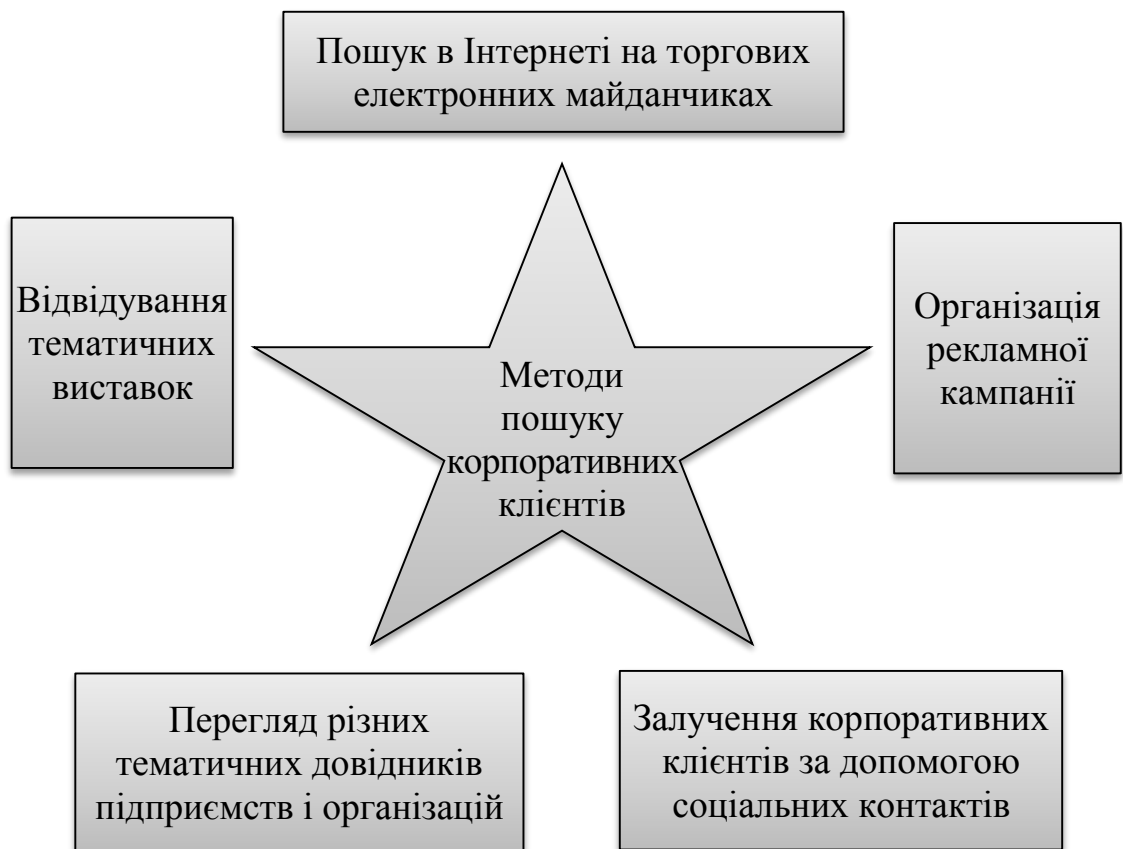 Пошук в Інтернеті на торгових
електронних майданчиках
Відвідування
тематичних
виставок
Організація
рекламної
кампанії
Методи
пошуку
корпоративних
клієнтів
Перегляд різних
тематичних довідників
підприємств і організацій
Залучення корпоративних
клієнтів за допомогою
соціальних контактів